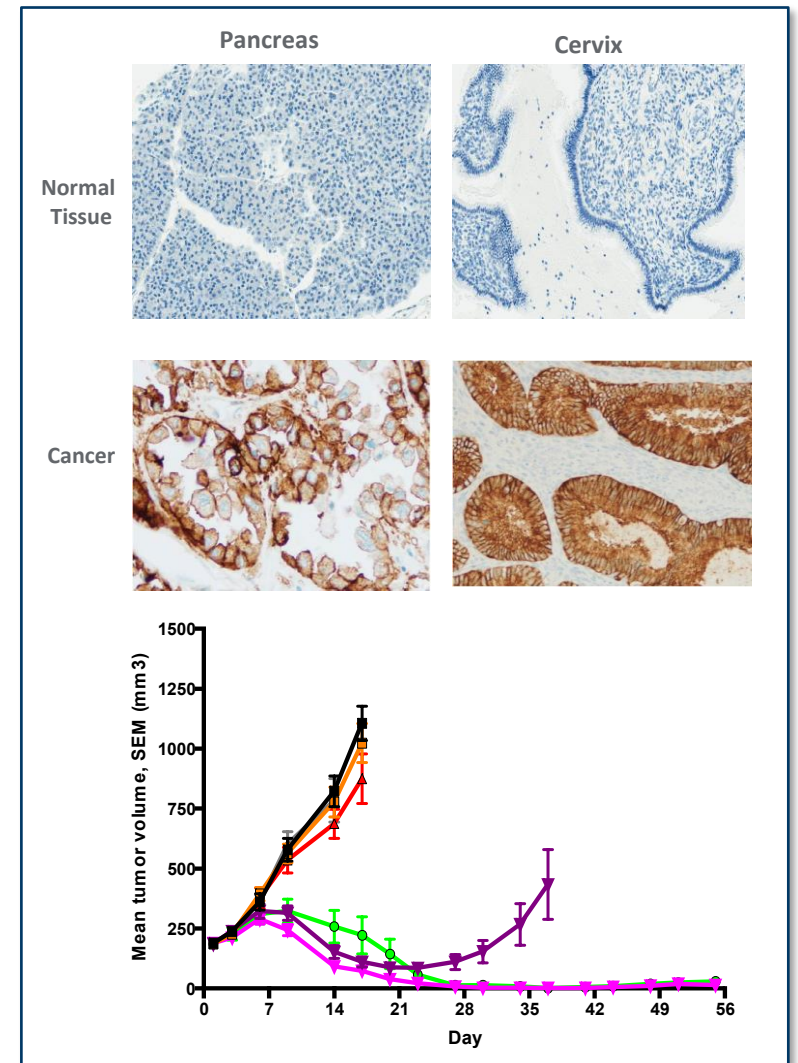 Pancreas
Cervix
Normal
Tissue
Cancer
1500
1250
1000
750
500
250
0
Mean tumor volume, SEM (mm3)
0 7 14 21 28 35 42 49 56
Day